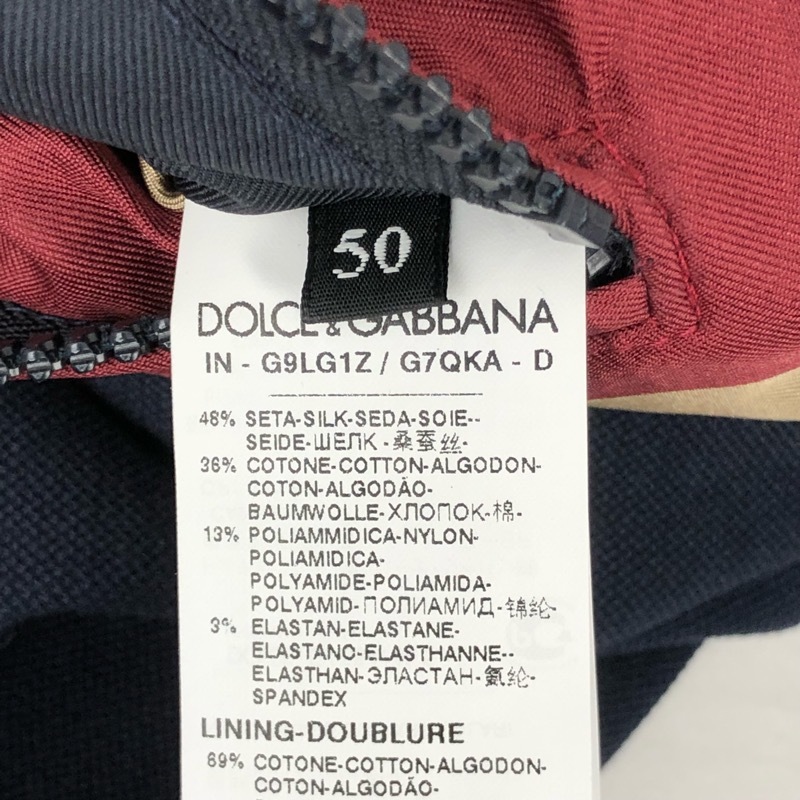 50
DOLCE & GABBANA
IN - G9LG1Z / G7QKA - D
48% SETA-SILK-SEDA-SOIE--
SEIDE-ШЕЛК -桑蚕丝-
36% COTONE-COTTON-ALGODON-
COTON-ALGODÃO-
BAUMWOLLE-ХЛОПОК-棉-
13% POLIAMMIDICA-NYLON-
POLIAMIDICA-
POLYAMIDE-POLIAMIDA-
POLYAMID-ПОЛИАМИД-锦纶-
3% ELASTAN-ELASTANE-
ELASTANO-ELASTHANNE--
ELASTHAN-ЭЛАСТАН-氨纶-
SPANDEX
LINING-DOUBLURE
69% COTONE-COTTON-ALGODON-
COTON-ALGODÃO-